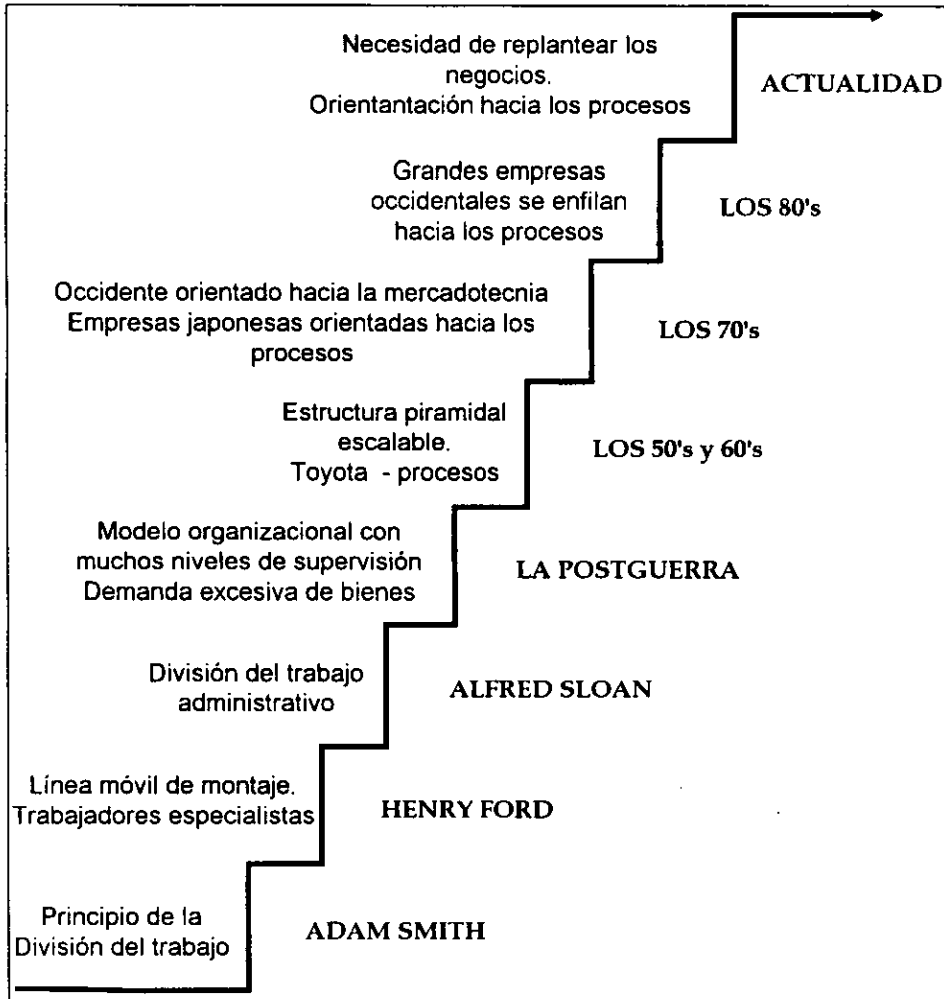 Necesidad de replantear los
negocios.
Orientantación hacia los procesos
ACTUALIDAD
Grandes empresas
occidentales se enfilan
hacia los procesos
LOS 80's
Occidente orientado hacia la mercadotecnia
Empresas japonesas orientadas hacia los
procesos
LOS 70's
Estructura piramidal
escalable.
Toyota - procesos
LOS 50's y 60's
Modelo organizacional con
muchos niveles de supervisión
Demanda excesiva de bienes
LA POSTGUERRA
División del trabajo
administrativo
ALFRED SLOAN
Línea móvil de montaje.
Trabajadores especialistas
HENRY FORD
Principio de la
División del trabajo
ADAM SMITH